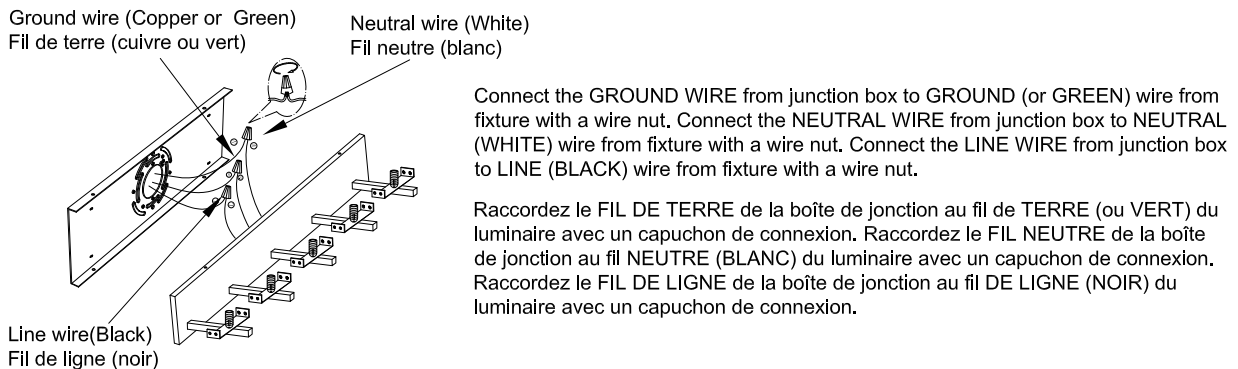 Ground wire (Copper or  Green)
Fil de terre (cuivre ou vert)
Neutral wire (White)
Fil neutre (blanc)
Connect the GROUND WIRE from junction box to GROUND (or GREEN) wire from
fixture with a wire nut. Connect the NEUTRAL WIRE from junction box to NEUTRAL
(WHITE) wire from fixture with a wire nut. Connect the LINE WIRE from junction box
to LINE (BLACK) wire from fixture with a wire nut.
Raccordez le FIL DE TERRE de la boîte de jonction au fil de TERRE (ou VERT) du
luminaire avec un capuchon de connexion. Raccordez le FIL NEUTRE de la boîte
de jonction au fil NEUTRE (BLANC) du luminaire avec un capuchon de connexion.
Raccordez le FIL DE LIGNE de la boîte de jonction au fil DE LIGNE (NOIR) du
luminaire avec un capuchon de connexion.
Line wire(Black)
Fil de ligne (noir)